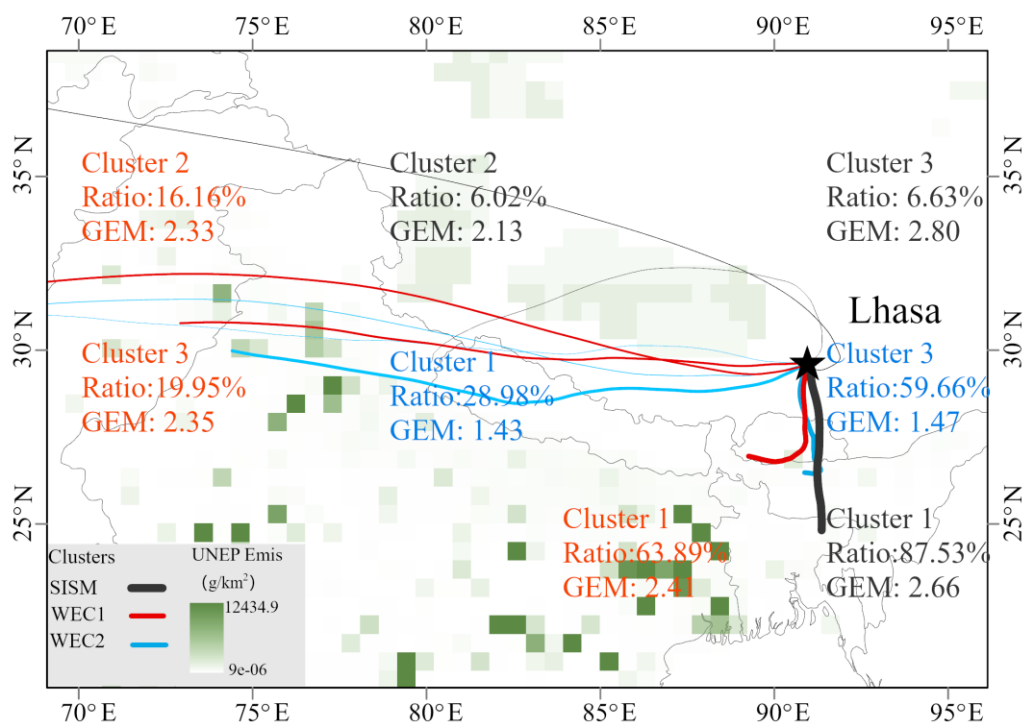 70° E 75° E 80° E 85° E 90° E 95° E
35° N 35° N
Cluster 2
Ratio:16.16%
GEM: 2.33
Cluster 2
Ratio:6.02%
GEM: 2.13
Cluster 3
Ratio:6.63%
GEM: 2.80
Lhasa
30° N 30° N
Cluster 3
Ratio:19.95%
GEM: 2.35
Cluster 1
Ratio:28.98%
GEM: 1.43
Cluster 3
Ratio:59.66%
GEM: 1.47
25° N 25° N
Cluster 1
Ratio:63.89%
GEM: 2.41
Cluster 1
Ratio:87.53%
GEM: 2.66
Clusters
SISM
WEC1
WEC2
UNEP Emis
(g/km²)
12434.9
9e-06
70° E 75° E 80° E 85° E 90° E 95° E